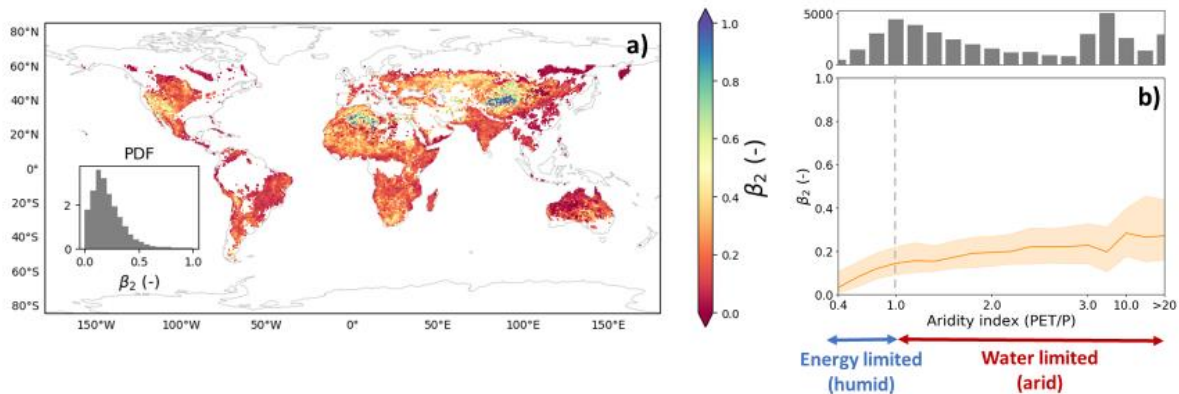 80°N
60°N
40°N
20°N
0°
20°S
40°S
60°S
80°S
150°W
100°W
50°W
0°
50°E
100°E
150°E
a)
PDF
2
0
0.0
0.5
1.0
β₂ (-)
1.0
0.8
0.6
0.4
0.2
0.0
β₂ (-)
5000
0
b)
1.0
0.8
0.6
0.4
0.2
0.0
β₂ (-)
0.4
1.0
2.0
3.0
10.0
>20
Aridity index (PET/P)
Energy limited
(humid)
Water limited
(arid)